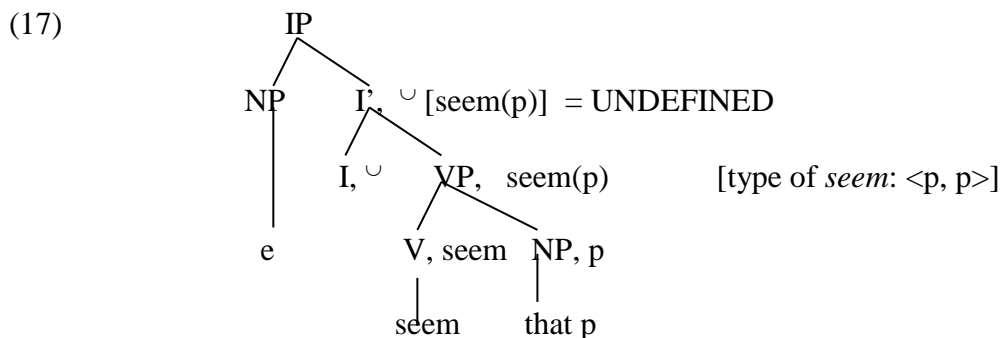 (17) IP
NP I’, ∪ [seem(p)] = UNDEFINED
I, ∪ VP, seem(p) [type of seem: <p, p>]
e V, seem NP, p
seem that p